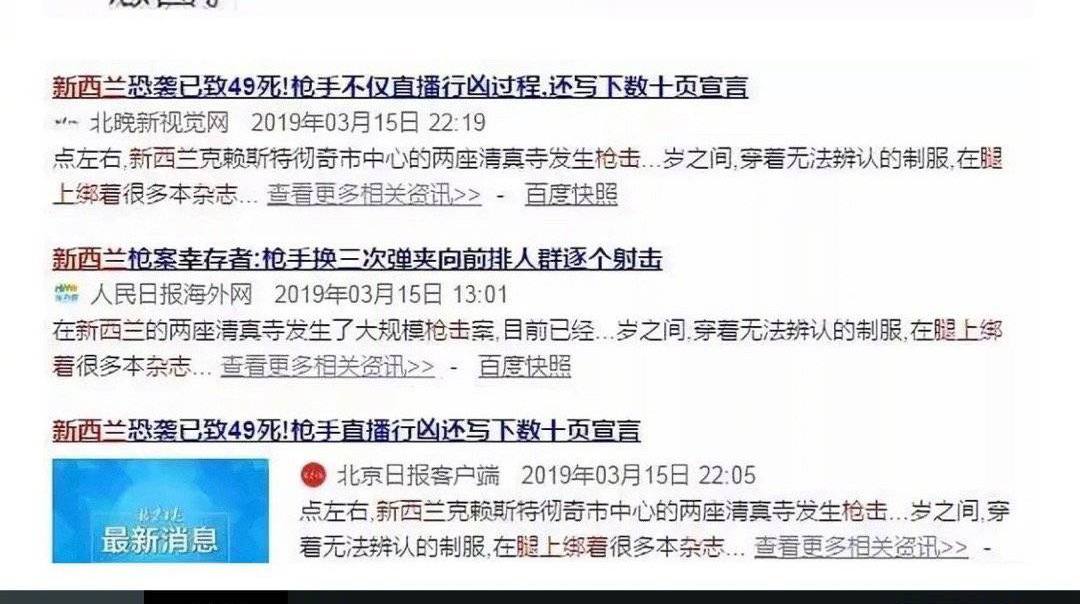 新西兰恐袭已致49死!枪手不仅直播行凶过程,还写下数十页宣言
北晚新视觉网 2019年03月15日 22:19
点左右,新西兰克赖斯特彻奇市中心的两座清真寺发生枪击...岁之间,穿着无法辨认的制服,在腿
上绑着很多本杂志... 查看更多相关资讯>> - 百度快照
新西兰枪案幸存者:枪手换三次弹夹向前排人群逐个射击
人民日报海外网 2019年03月15日 13:01
在新西兰的两座清真寺发生了大规模枪击案,目前已经...岁之间,穿着无法辨认的制服,在腿上绑
着很多本杂志... 查看更多相关资讯>> - 百度快照
新西兰恐袭已致49死!枪手直播行凶还写下数十页宣言
北京日报客户端 2019年03月15日 22:05
点左右,新西兰克赖斯特彻奇市中心的两座清真寺发生枪击...岁之间,穿
着无法辨认的制服,在腿上绑着很多本杂志... 查看更多相关资讯>> -
最新消息